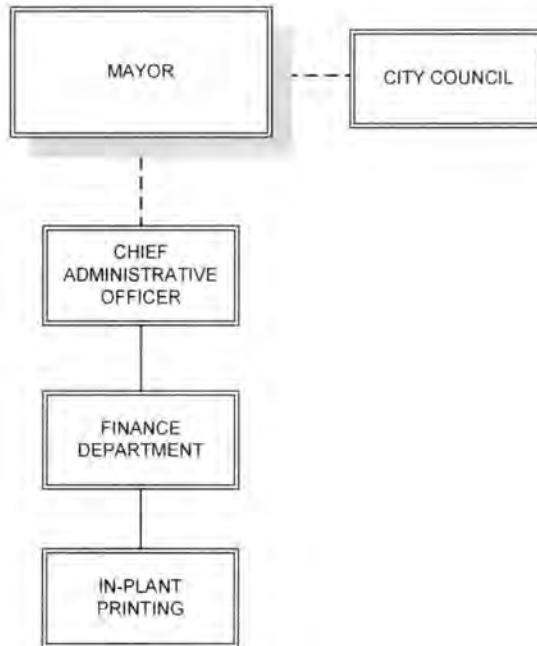 MAYOR
CITY COUNCIL
CHIEF
ADMINISTRATIVE
OFFICER
FINANCE
DEPARTMENT
IN-PLANT
PRINTING